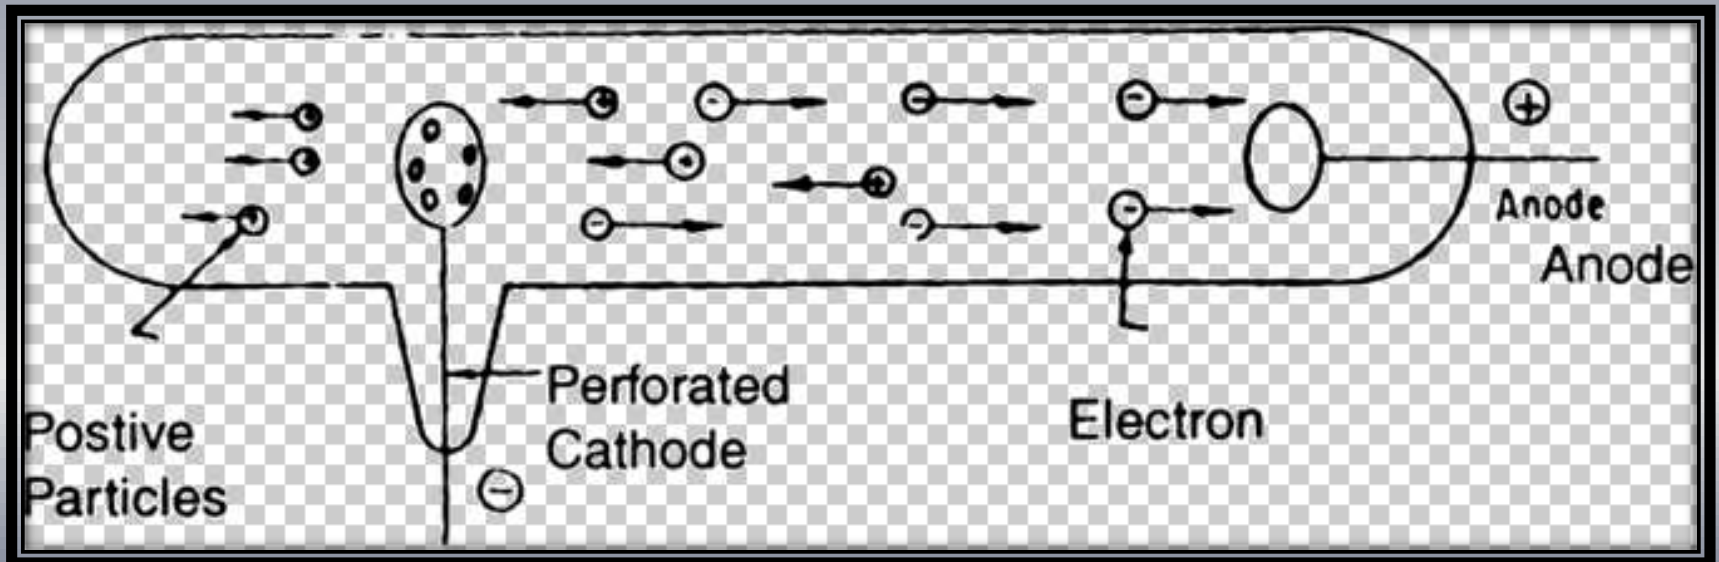 Anode
Anode
Perforated
Cathode
Electron
Postive
Particles